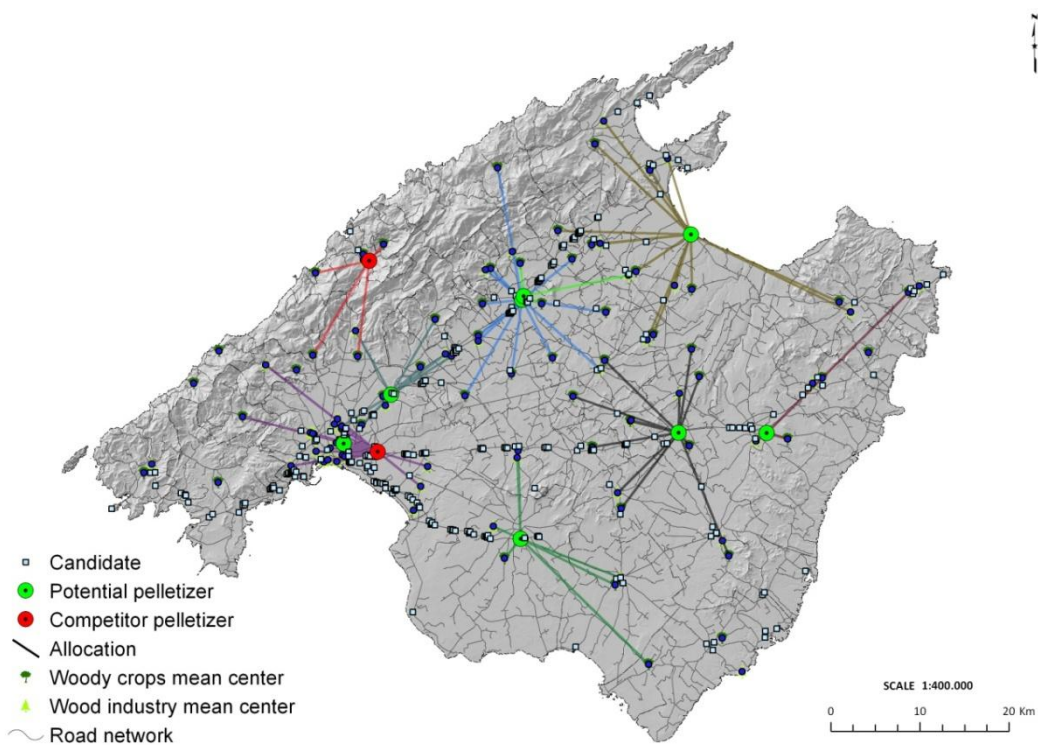 N
Candidate
Potential pelletizer
Competitor pelletizer
Allocation
Woody crops mean center
Wood industry mean center
Road network
SCALE 1:400.000
0 10 20 Km